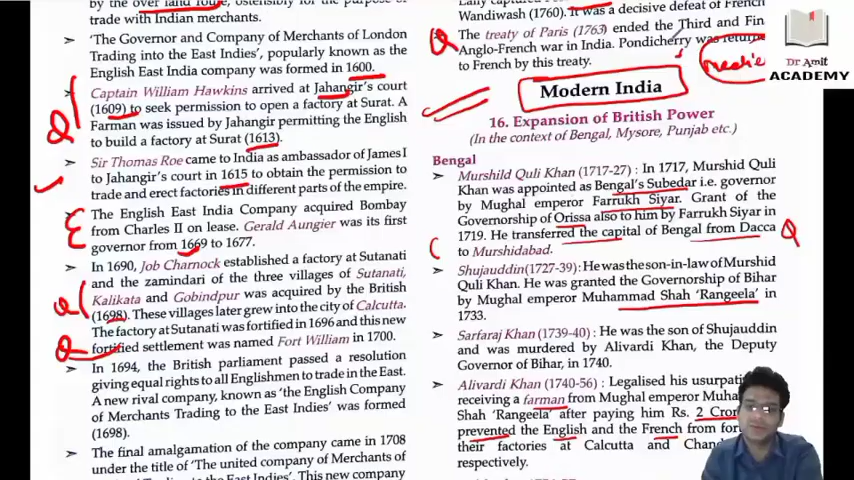 by the over land route, ostensibly for the purpose of
trade with Indian merchants.
➤ 'The Governor and Company of Merchants of London
Trading into the East Indies', popularly known as the
English East India company was formed in 1600.
➤ Captain William Hawkins arrived at Jahangir's court
(1609) to seek permission to open a factory at Surat. A
Farman was issued by Jahangir permitting the English
to build a factory at Surat (1613).
➤ Sir Thomas Roe came to India as ambassador of James I
to Jahangir's court in 1615 to obtain the permission to
trade and erect factories in different parts of the empire.
➤ The English East India Company acquired Bombay
from Charles II on lease. Gerald Aungier was its first
governor from 1669 to 1677.
➤ In 1690, Job Charnock established a factory at Sutanati
and the zamindari of the three villages of Sutanati,
Kalikata and Gobindpur was acquired by the British
(1698). These villages later grew into the city of Calcutta.
The factory at Sutanati was fortified in 1696 and this new
fortified settlement was named Fort William in 1700.
➤ In 1694, the British parliament passed a resolution
giving equal rights to all Englishmen to trade in the East.
A new rival company, known as 'the English Company
of Merchants Trading to the East Indies' was formed
(1698).
➤ The final amalgamation of the company came in 1708
under the title of 'The united company of Merchants of
to the East Indies'. This new company
Lally captured
Wandiwash (1760). It was a decisive defeat of French
The treaty of Paris (1763) ended the Third and Fin
Anglo-French war in India. Pondicherry was returne
to French by this treaty.
Modern India
16. Expansion of British Power
(In the context of Bengal, Mysore, Punjab etc.)
Bengal
➤ Murshild Quli Khan (1717-27) : In 1717, Murshid Quli
Khan was appointed as Bengal's Subedar i.e. governor
by Mughal emperor Farrukh Siyar. Grant of the
Governorship of Orissa also to him by Farrukh Siyar in
1719. He transferred the capital of Bengal from Dacca
to Murshidabad.
➤ Shujauddin(1727-39) : He was the son-in-law of Murshid
Quli Khan. He was granted the Governorship of Bihar
by Mughal emperor Muhammad Shah 'Rangeela' in
1733.
➤ Sarfaraj Khan (1739-40) : He was the son of Shujauddin
and was murdered by Alivardi Khan, the Deputy
Governor of Bihar, in 1740.
➤ Alivardi Khan (1740-56) : Legalised his usurpati
receiving a farman from Mughal emperor Muha
Shah 'Rangeela' after paying him Rs. 2 Cror
prevented the English and the French from for
their factories at Calcutta and Chand
respectively.
Dr Amit
ACADEMY